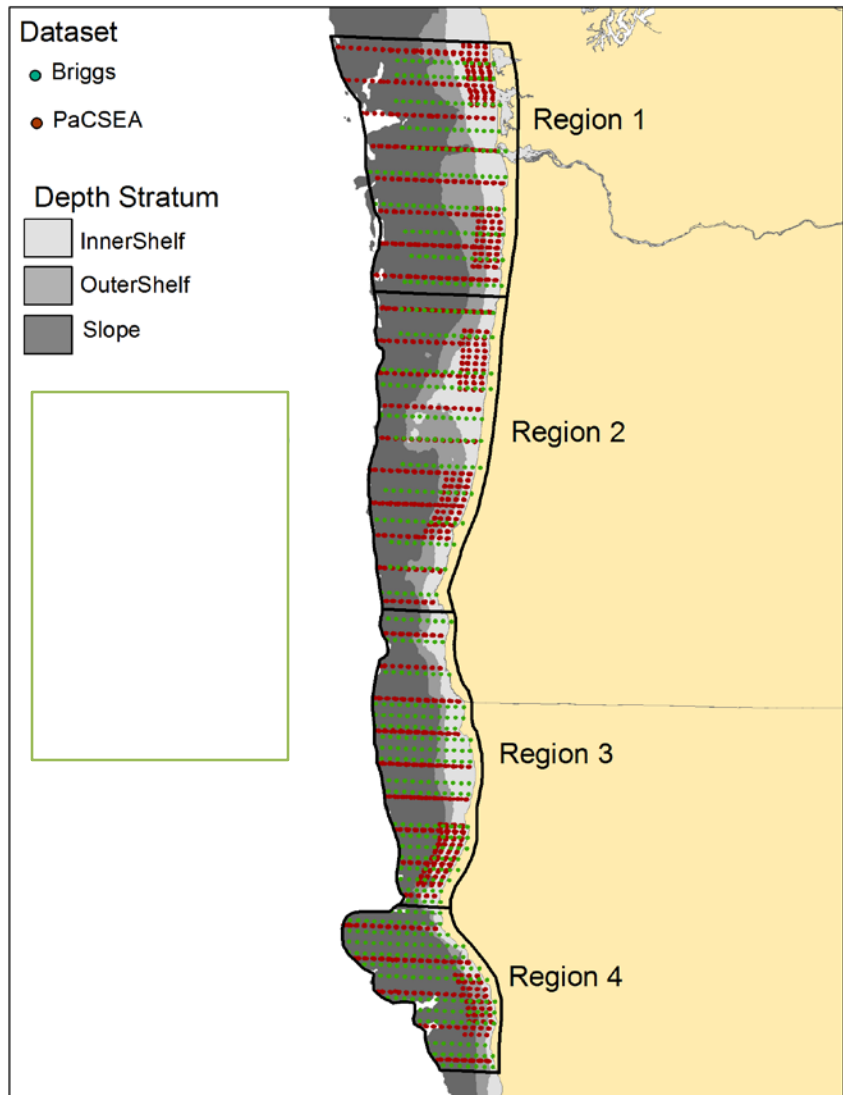 Dataset
Briggs
PaCSEA
Depth Stratum
InnerShelf
OuterShelf
Slope
Region 1
Region 2
Region 3
Region 4